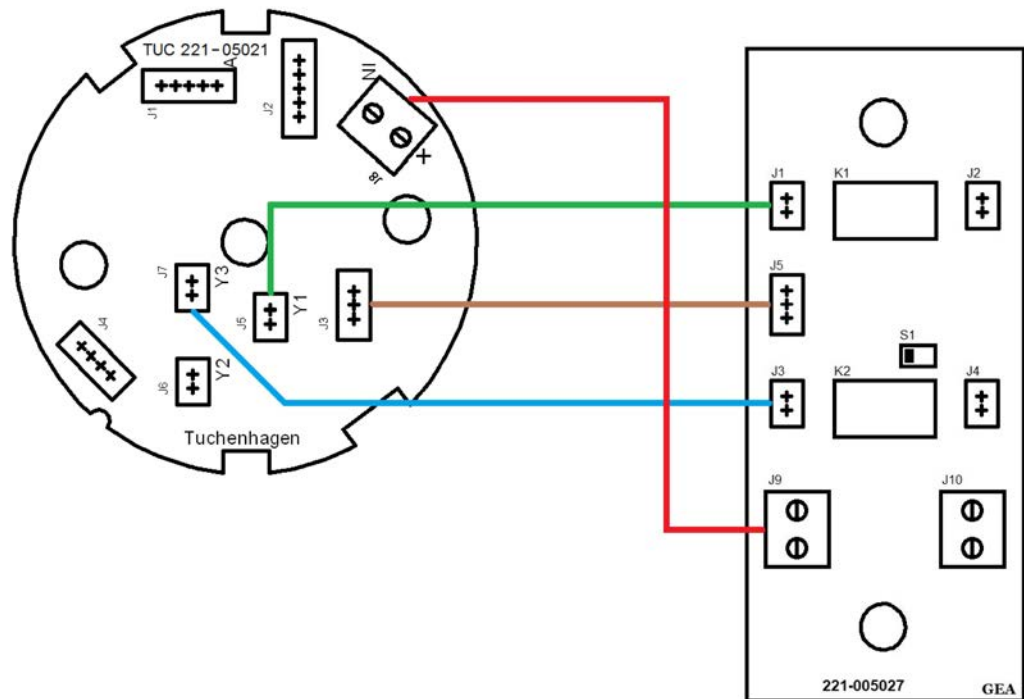 TUC 221-05021
A
J1
J2
IN
+
J8
J7
Y3
J5
Y1
J3
J4
J6
Y2
Tuchenhagen
J1
K1
J2
J5
S1
J3
K2
J4
J9
J10
221-005027
GEA